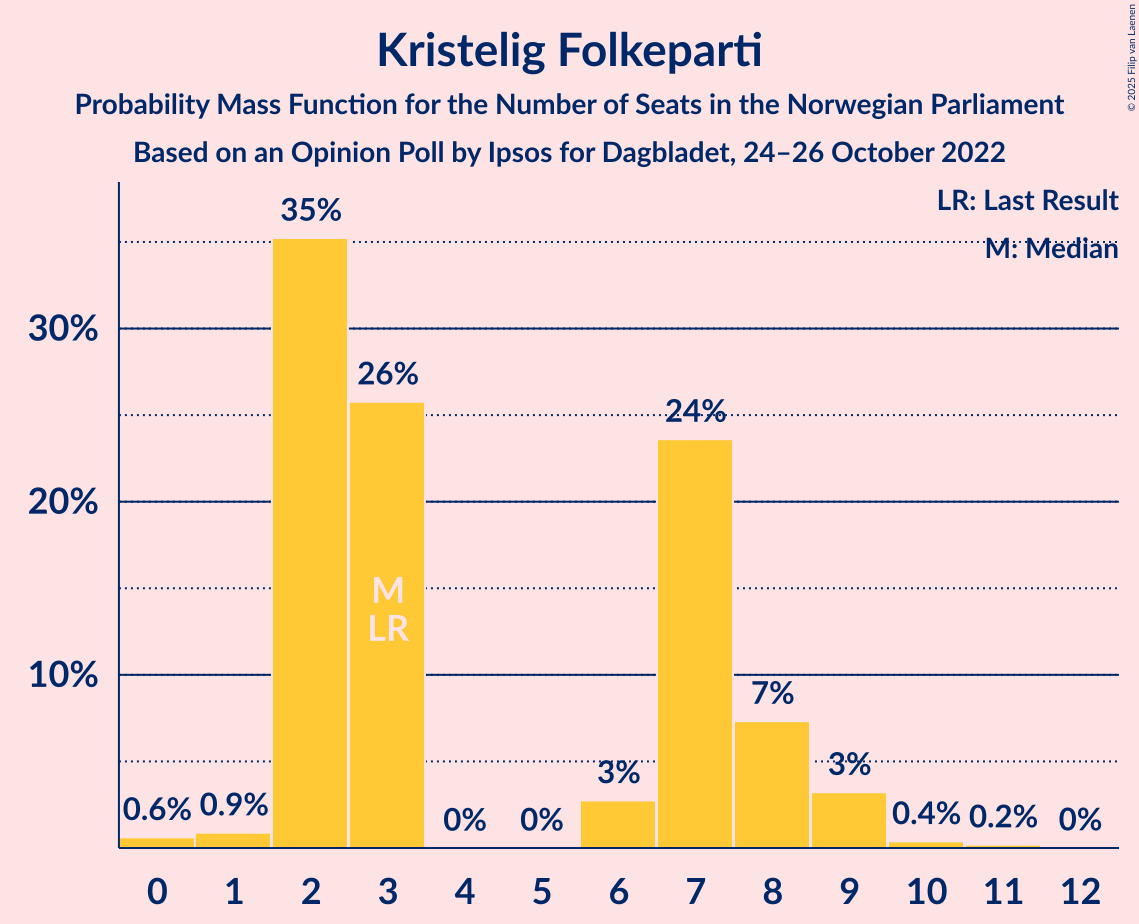 Kristelig Folkeparti
Probability Mass Function for the Number of Seats in the Norwegian Parliament
Based on an Opinion Poll by Ipsos for Dagbladet, 24–26 October 2022
© 2025 Filip van Laenen
LR: Last Result
M: Median
35%
30%
26%
24%
20%
M
LR
10%
7%
3%
3%
0.6%
0.9%
0%
0%
0.4%
0.2%
0%
0 1 2 3 4 5 6 7 8 9 10 11 12